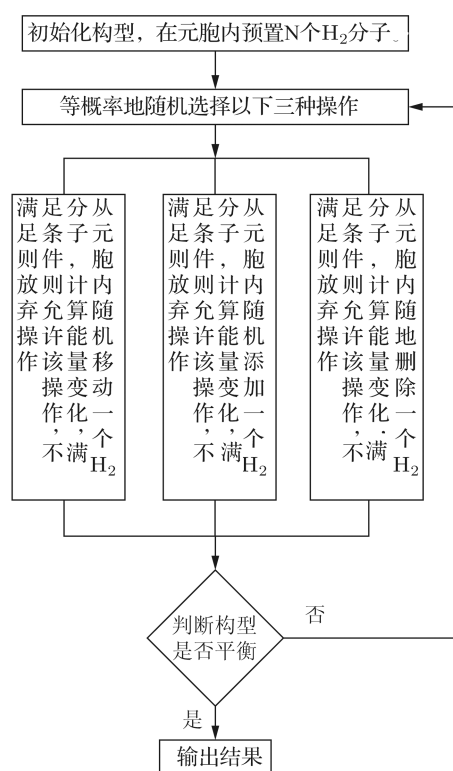 初始化构型，在元胞内预置N个H₂分子
等概率地随机选择以下三种操作
从元胞内随机移动一个H₂
分子，计算能量变化，满
足条件则允许该操作，不
满足则放弃操作
从元胞内随机添加一个H₂
分子，计算能量变化，满
足条件则允许该操作，不
满足则放弃操作
从元胞内随地删除一个H₂
分子，计算能量变化．满
足条件则允许该操作，不
满足则放弃操作
判断构型
是否平衡
否
是
输出结果